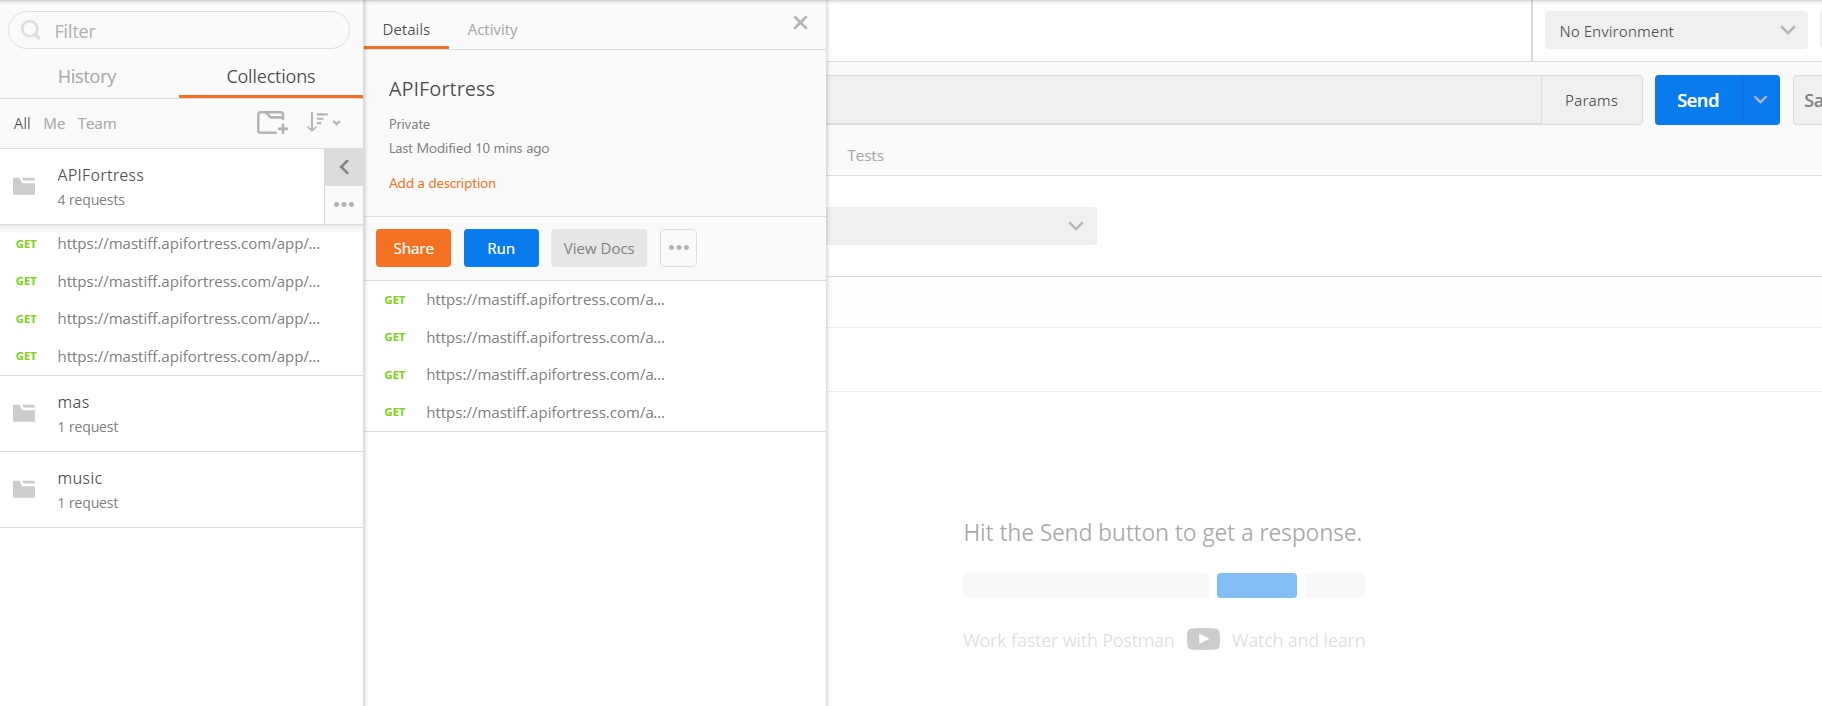 Filter
History
Collections
All Me Team
APIFortress
4 requests
GET https://mastiff.apifortress.com/app/...
GET https://mastiff.apifortress.com/app/...
GET https://mastiff.apifortress.com/app/...
GET https://mastiff.apifortress.com/app/...
mas
1 request
music
1 request
Details Activity
APIFortress
Private
Last Modified 10 mins ago
Add a description
Share Run View Docs
GET https://mastiff.apifortress.com/a...
GET https://mastiff.apifortress.com/a...
GET https://mastiff.apifortress.com/a...
GET https://mastiff.apifortress.com/a...
No Environment
Params Send Sa
Tests
Hit the Send button to get a response.
Work faster with Postman Watch and learn